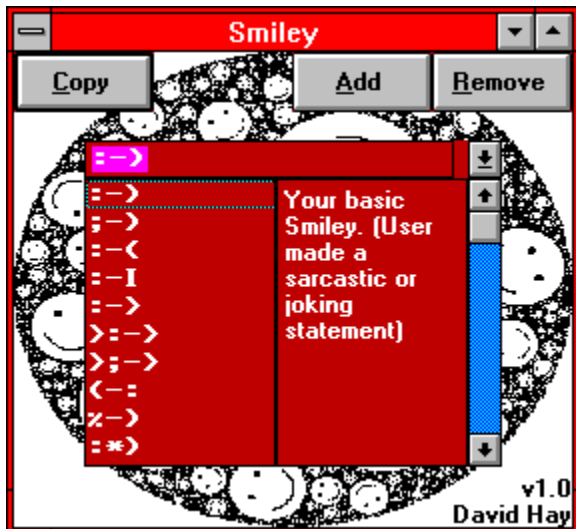 Smiley
Copy
Add
Remove
:-)
:-)
;-)
:-(
:-I
:->
>:->
>;->
(-:
%-)
:*)
Your basic
Smiley. (User
made a
sarcastic or
joking
statement)
v1.0
David Hay